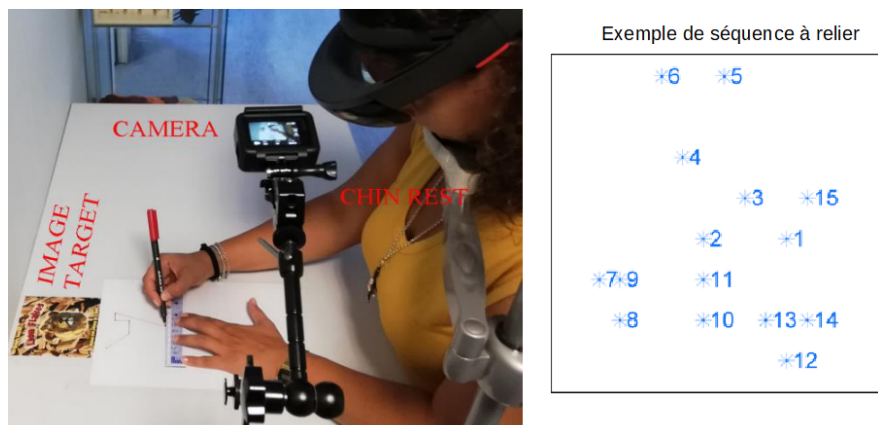 CAMERA
CHIN REST
IMAGE
TARGET
Exemple de séquence à relier
6 5
4
3 15
2 1
7 9 11
8 10 13 14
12